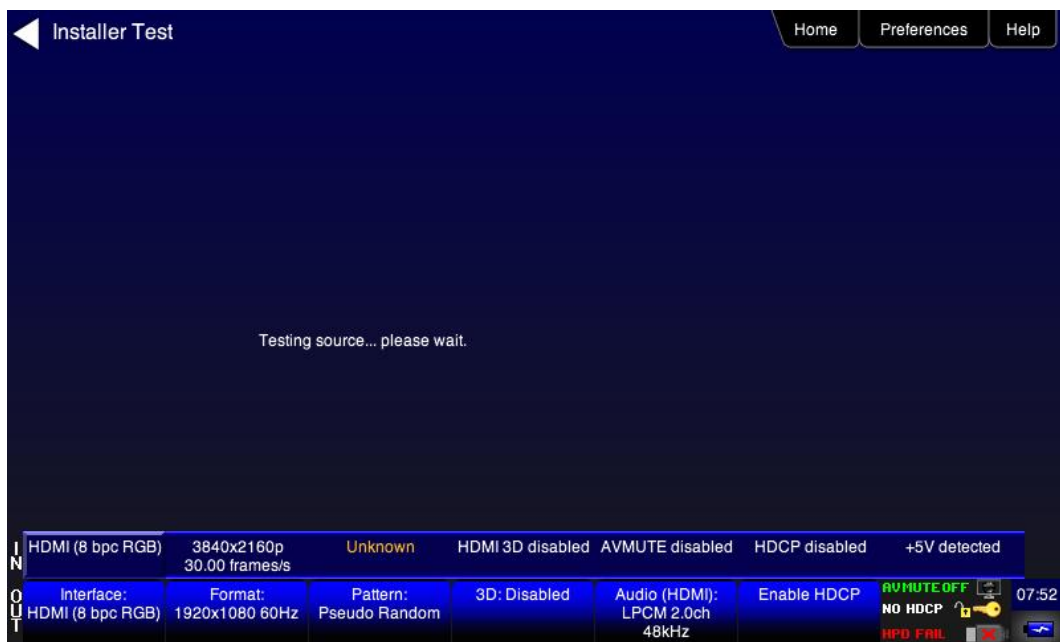 Installer Test
Home
Preferences
Help
Testing source... please wait.
IN
HDMI (8 bpc RGB)
3840x2160p
30.00 frames/s
Unknown
HDMI 3D disabled
AVMUTE disabled
HDCP disabled
+5V detected
OUT
Interface:
HDMI (8 bpc RGB)
Format:
1920x1080 60Hz
Pattern:
Pseudo Random
3D: Disabled
Audio (HDMI):
LPCM 2.0ch
48kHz
Enable HDCP
AVMUTE OFF
NO HDCP
HPD FAIL
07:52